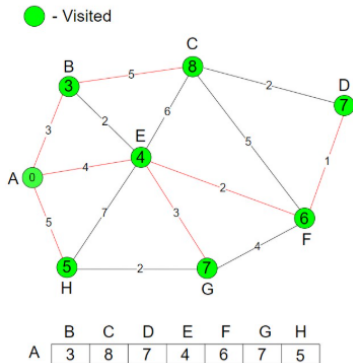 - Visited
C
B 5 8 2 D
3 7
3 2 E 6 5 1
A 0 4 4 2
5 7 3 6
F
5 2 7 4
H G
B C D E F G H
A 3 8 7 4 6 7 5